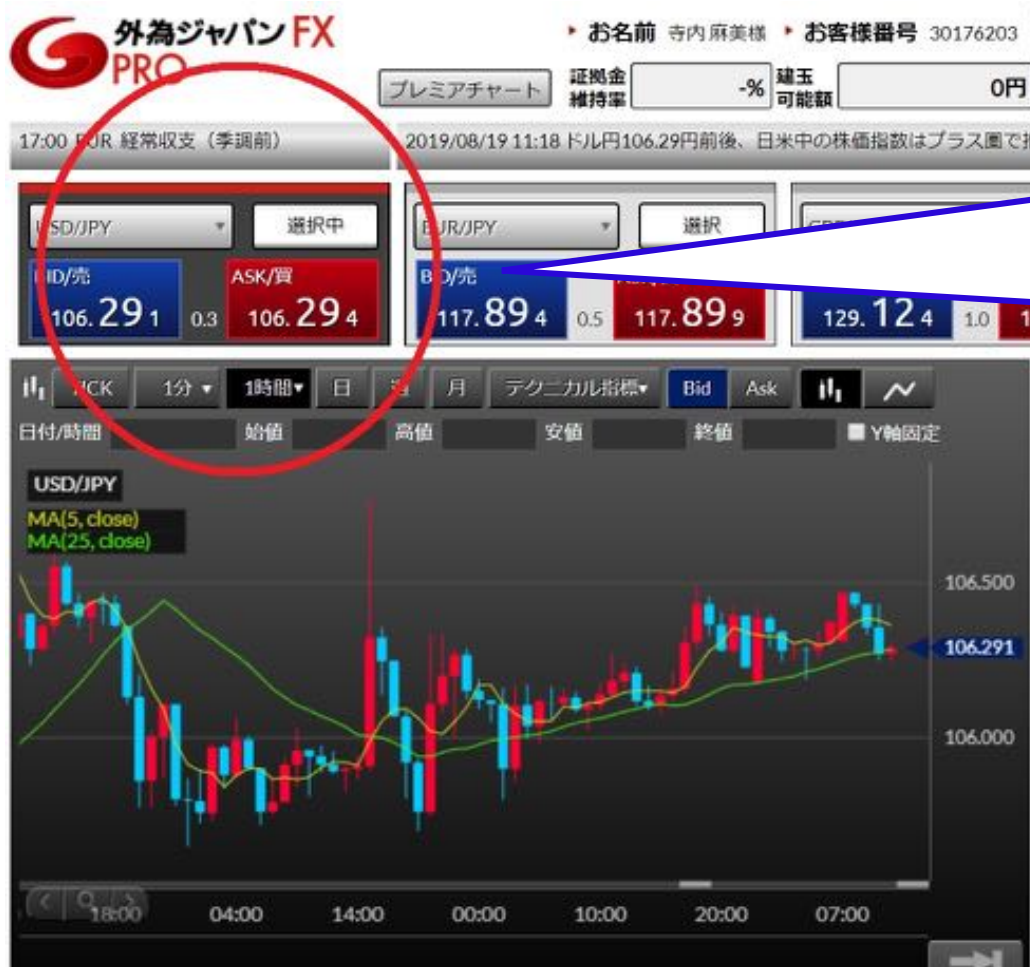 外為ジャパン FX
PRO
お名前 寺内麻美様 お客様番号 30176203
プレミアチャート 証拠金維持率 -% 建玉可能額 0円
17:00 EUR 経常収支(季調前) 2019/08/19 11:18 ドル円106.29円前後、日米中の株価指数はプラス圏で
USD/JPY 選択中 EUR/JPY 選択
BID/売 ASK/買 BID/売
106.291 0.3 106.294 117.894 0.5 117.899 129.124 1.0 1
1分 1時間 日 週 月 テクニカル指標 Bid Ask
日付/時間 始値 高値 安値 終値 Y軸固定
USD/JPY
MA(5, close)
MA(25, close)
106.500
106.291
106.000
18:00 04:00 14:00 00:00 10:00 20:00 07:00